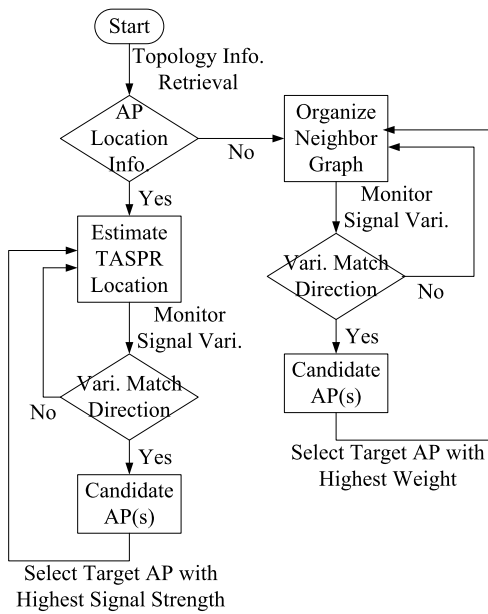 Start
Topology Info.
Retrieval
AP
Location
Info.
No
Yes
Estimate
TASPR
Location
Monitor
Signal Vari.
Vari. Match
Direction
No
Yes
Candidate
AP(s)
Select Target AP with
Highest Signal Strength
Organize
Neighbor
Graph
Monitor
Signal Vari.
Vari. Match
Direction
No
Yes
Candidate
AP(s)
Select Target AP with
Highest Weight